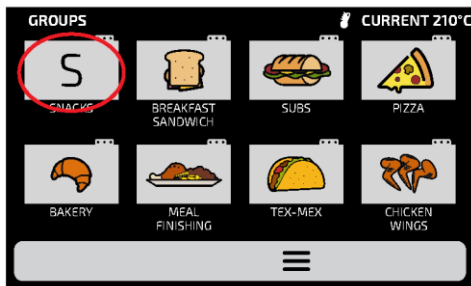 GROUPS
CURRENT 210°C
S
SNACKS
BREAKFAST
SANDWICH
SUBS
PIZZA
BAKERY
MEAL
FINISHING
TEX-MEX
CHICKEN
WINGS